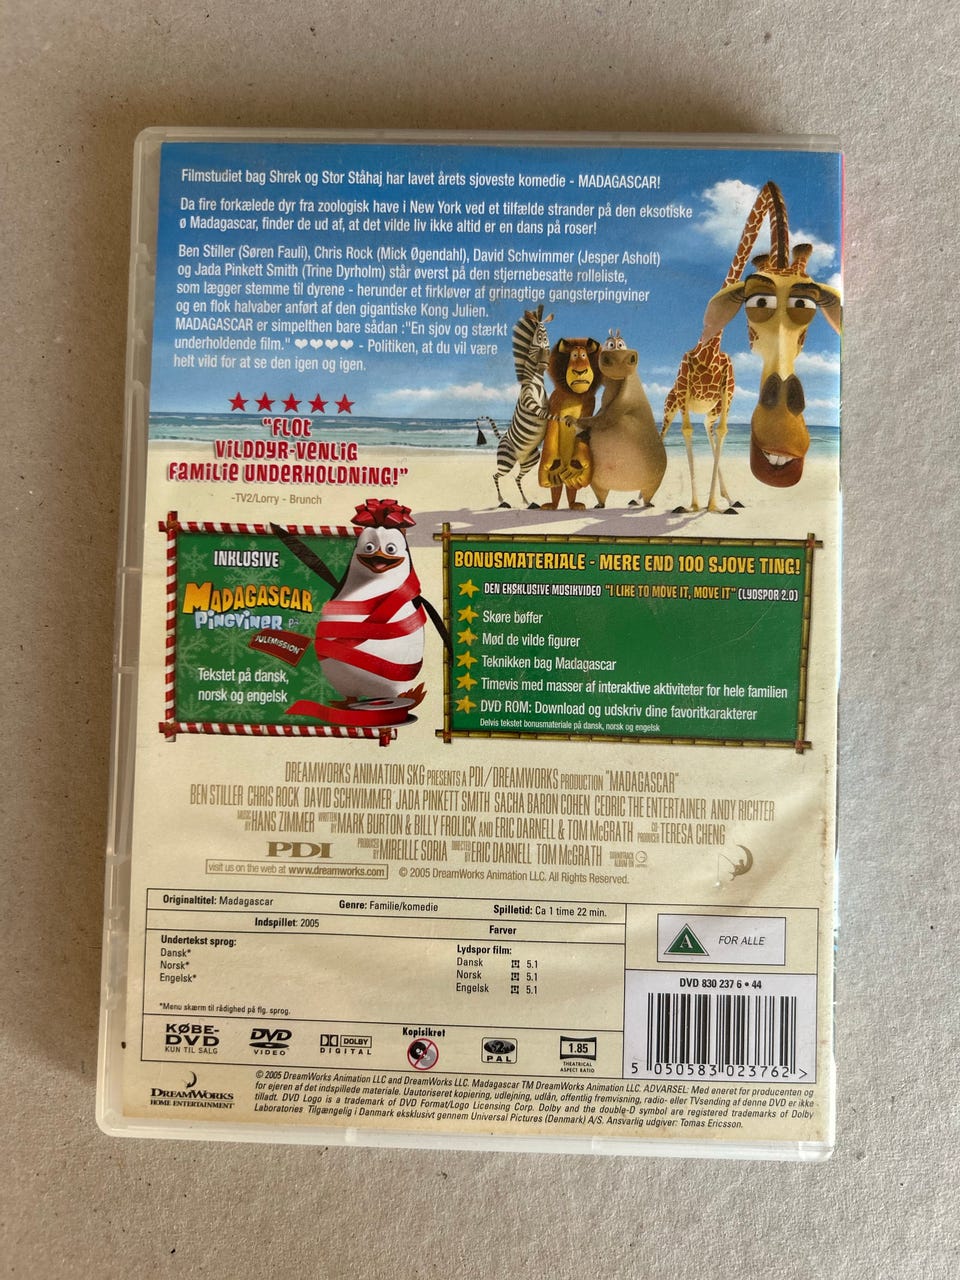 Filmstudiet bag Shrek og Stor Ståhaj har lavet årets sjoveste komedie - MADAGASCAR!
Da fire forkælede dyr fra zoologisk have i New York ved et tilfælde strander på den eksotiske
ø Madagascar, finder de ud af, at det vilde liv ikke altid er en dans på roser!
Ben Stiller (Søren Fauli), Chris Rock (Mick Øgendahl), David Schwimmer (Jesper Asholt)
og Jada Pinkett Smith (Trine Dyrholm) står øverst på den stjernebesatte rolleliste,
som lægger stemme til dyrene - herunder et firkløver af grinagtige gangsterpingviner
og en flok halvaber anført af den gigantiske Kong Julien.
MADAGASCAR er simpelthen bare sådan :"En sjov og stærkt
underholdende film." ♥♥♥♥ - Politiken, at du vil være
helt vild for at se den igen og igen.
★★★★★
"FLOT
VILDDYR-VENLIG
FAMILIE UNDERHOLDNING!"
-TV2/Lorry - Brunch
INKLUSIVE
MADAGASCAR
PINGVINER på
JULEMISSION
Tekstet på dansk,
norsk og engelsk
BONUSMATERIALE - MERE END 100 SJOVE TING!
DEN EKSKLUSIVE MUSIKVIDEO "I LIKE TO MOVE IT, MOVE IT" (LYDSPOR 2.0)
Skøre bøffer
Mød de vilde figurer
Teknikken bag Madagascar
Timevis med masser af interaktive aktiviteter for hele familien
DVD ROM: Download og udskriv dine favoritkarakterer
Delvis tekstet bonusmateriale på dansk, norsk og engelsk
DREAMWORKS ANIMATION SKG PRESENTS A PDI/DREAMWORKS PRODUCTION "MADAGASCAR"
BEN STILLER CHRIS ROCK DAVID SCHWIMMER JADA PINKETT SMITH SACHA BARON COHEN CEDRIC THE ENTERTAINER ANDY RICHTER
MUSIC BY HANS ZIMMER WRITTEN BY MARK BURTON & BILLY FROLICK AND ERIC DARNELL & TOM McGRATH CO-PRODUCER TERESA CHENG
PDI PRODUCED BY MIREILLE SORIA DIRECTED BY ERIC DARNELL TOM McGRATH SOUNDTRACK ALBUM ON
visit us on the web at www.dreamworks.com © 2005 DreamWorks Animation LLC. All Rights Reserved.
Originaltitel: Madagascar Genre: Familie/komedie Spilletid: Ca 1 time 22 min.
Indspillet: 2005 Farver
Undertekst sprog:
Dansk*
Norsk*
Engelsk*
*Menu skærm til rådighed på flg. sprog.
Lydspor film:
Dansk 5.1
Norsk 5.1
Engelsk 5.1
A FOR ALLE
DVD 830 237 6 • 44
5 050583 023762 >
KØBE-
DVD
KUN TIL SALG
DVD
VIDEO
DOLBY
DIGITAL
Kopisikret
PAL
1.85
THEATRICAL
ASPECT RATIO
DREAMWORKS
HOME ENTERTAINMENT
© 2005 DreamWorks Animation LLC and DreamWorks LLC. Madagascar TM DreamWorks Animation LLC. ADVARSEL: Med eneret for producenten og
for ejeren af det indspillede materiale. Uautoriseret kopiering, udlejning, udlån, offentlig fremvisning, radio- eller TVsending af denne DVD er ikke
tilladt. DVD Logo is a trademark of DVD Format/Logo Licensing Corp. Dolby and the double-D symbol are registered trademarks of Dolby
Laboratories Tilgængelig i Danmark eksklusivt gennem Universal Pictures (Denmark) A/S. Ansvarlig udgiver: Tomas Ericsson.